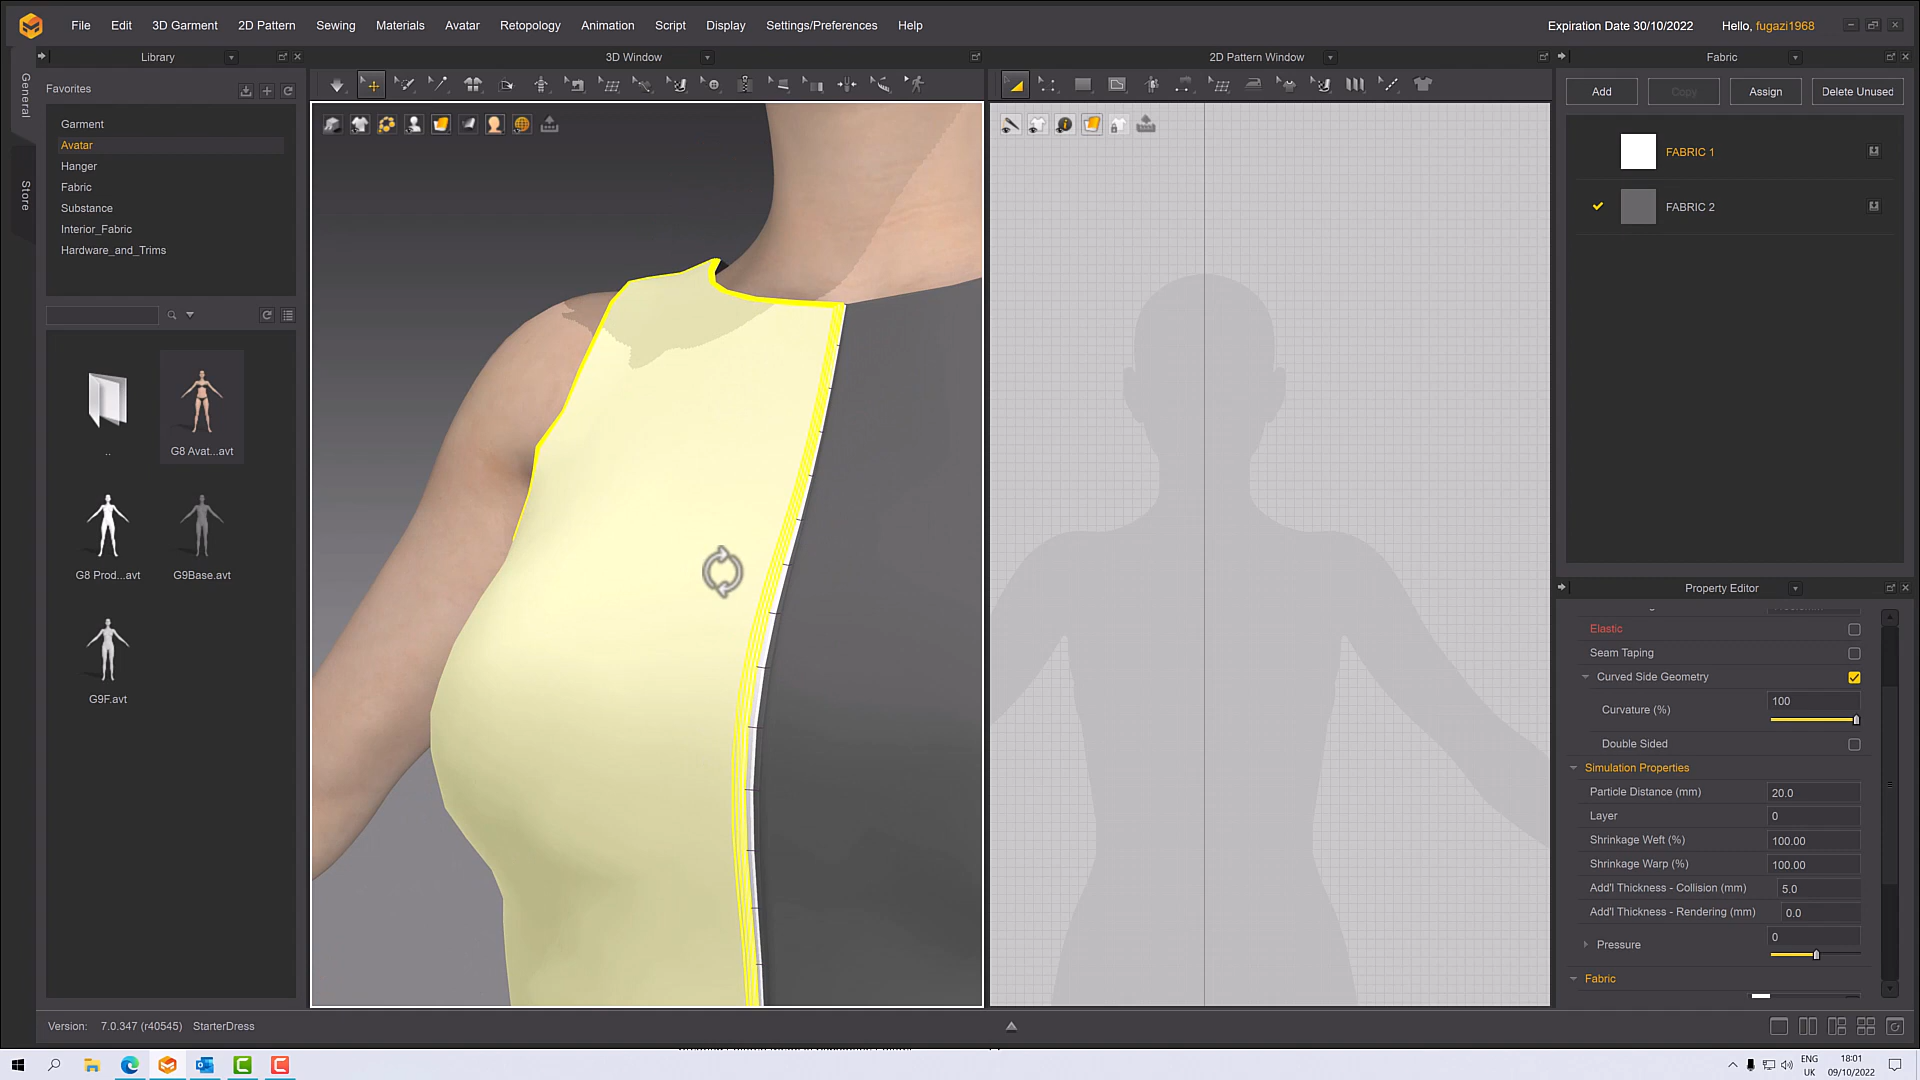 File Edit 3D Garment 2D Pattern Sewing Materials Avatar Retopology Animation Script Display Settings/Preferences Help Expiration Date 30/10/2022 Hello, fugazi1968
Library 3D Window 2D Pattern Window Fabric
General
Store
Favorites
Garment
Avatar
Hanger
Fabric
Substance
Interior_Fabric
Hardware_and_Trims
..
G8 Avat...avt
G8 Prod...avt
G9Base.avt
G9F.avt
Add Copy Assign Delete Unused
FABRIC 1
FABRIC 2
Property Editor
Elastic
Seam Taping
Curved Side Geometry
Curvature (%) 100
Double Sided
Simulation Properties
Particle Distance (mm) 20.0
Layer 0
Shrinkage Weft (%) 100.00
Shrinkage Warp (%) 100.00
Add'l Thickness - Collision (mm) 5.0
Add'l Thickness - Rendering (mm) 0.0
Pressure 0
Fabric
Version: 7.0.347 (r40545) StarterDress
ENG
UK
18:01
09/10/2022